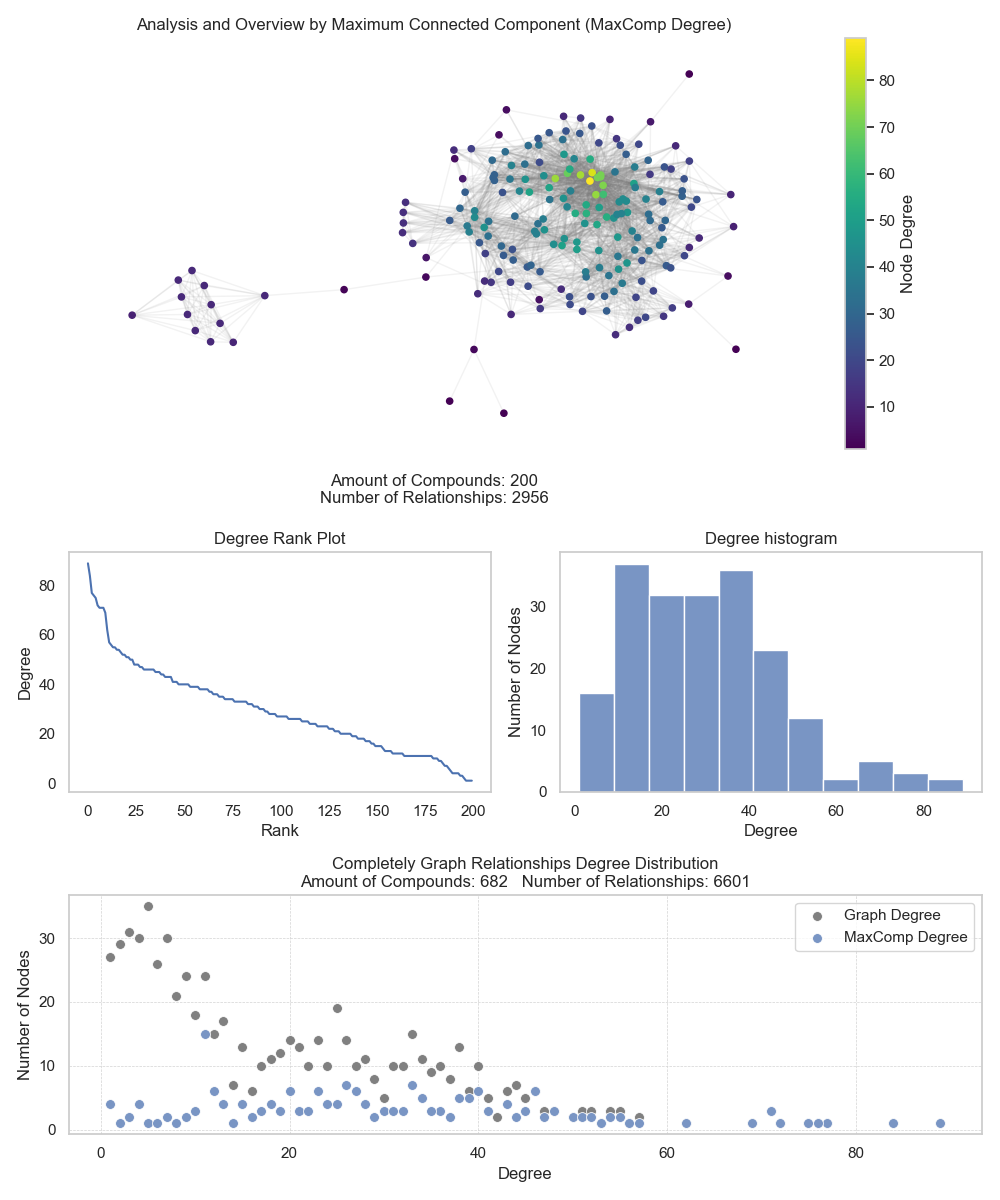 Analysis and Overview by Maximum Connected Component (MaxComp Degree)
80
70
60
50
40
30
20
10
Node Degree
Amount of Compounds: 200
Number of Relationships: 2956
Degree Rank Plot
Degree
80
60
40
20
0
0 25 50 75 100 125 150 175 200
Rank
Degree histogram
Number of Nodes
30
20
10
0
0 20 40 60 80
Degree
Completely Graph Relationships Degree Distribution
Amount of Compounds: 682 Number of Relationships: 6601
Graph Degree
MaxComp Degree
Number of Nodes
30
20
10
0
0 20 40 60 80
Degree